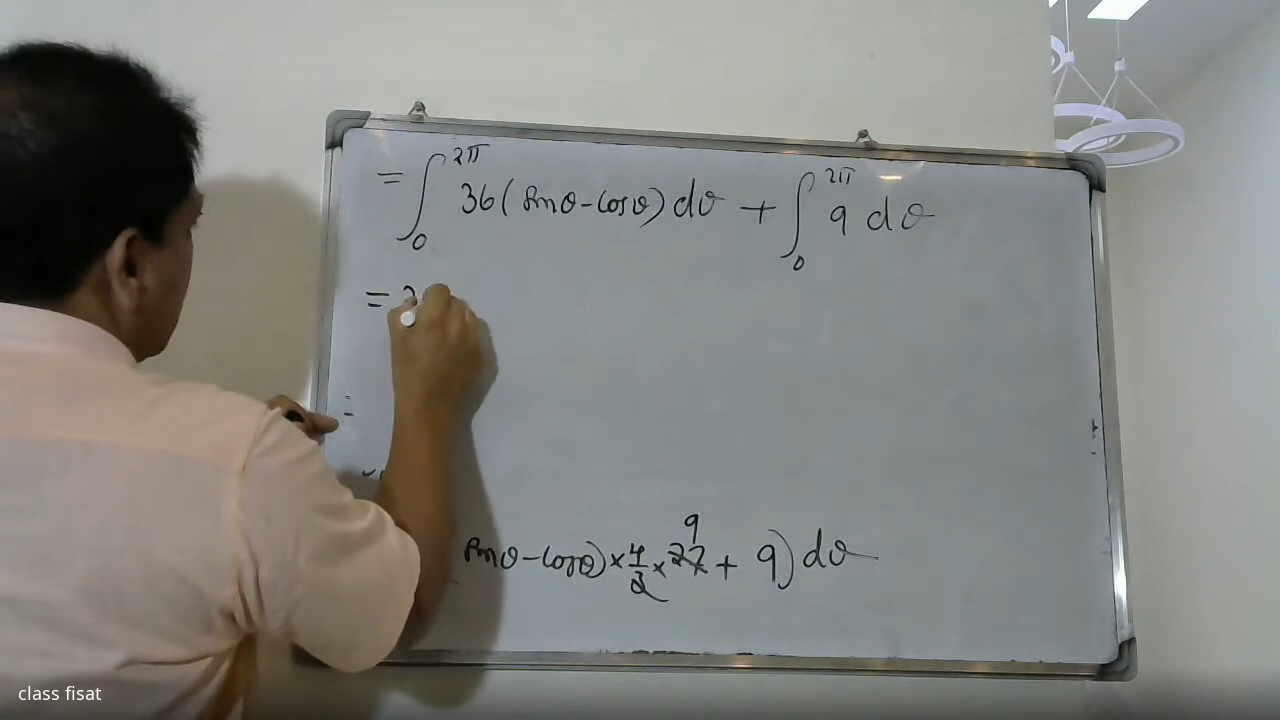 = ∫₀^2π 36(sinθ-cosθ)dθ + ∫₀^2π 9 dθ
=
=
sinθ-cosθ)×4/3×27 9 + 9)dθ
class fisat